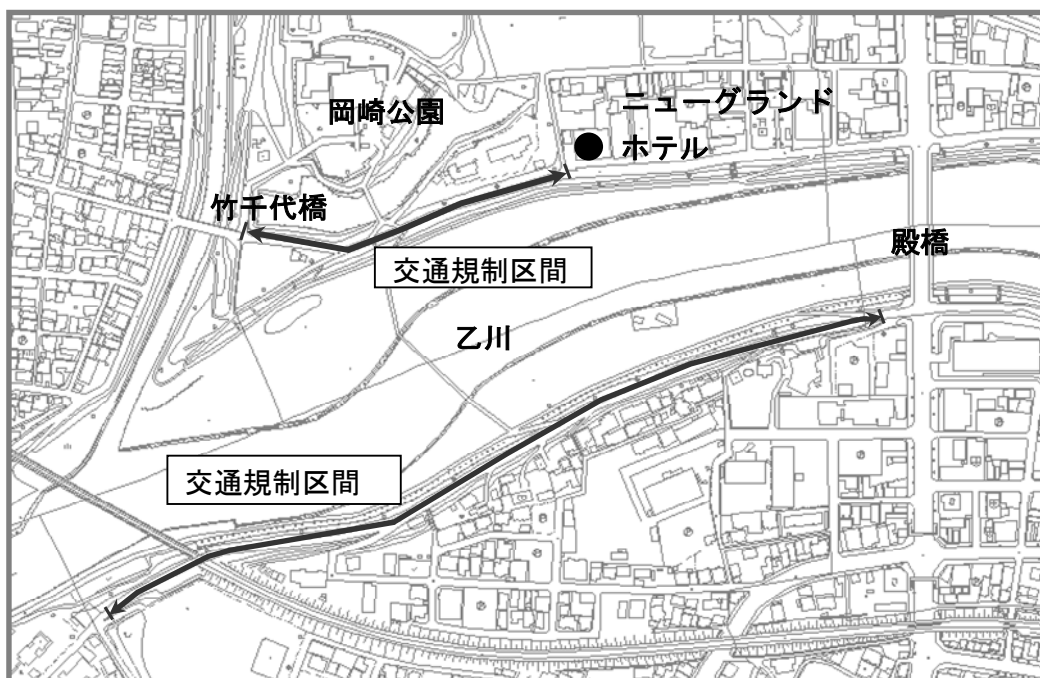 岡崎公園
ニューグランド
ホテル
竹千代橋
殿橋
交通規制区間
乙川
交通規制区間